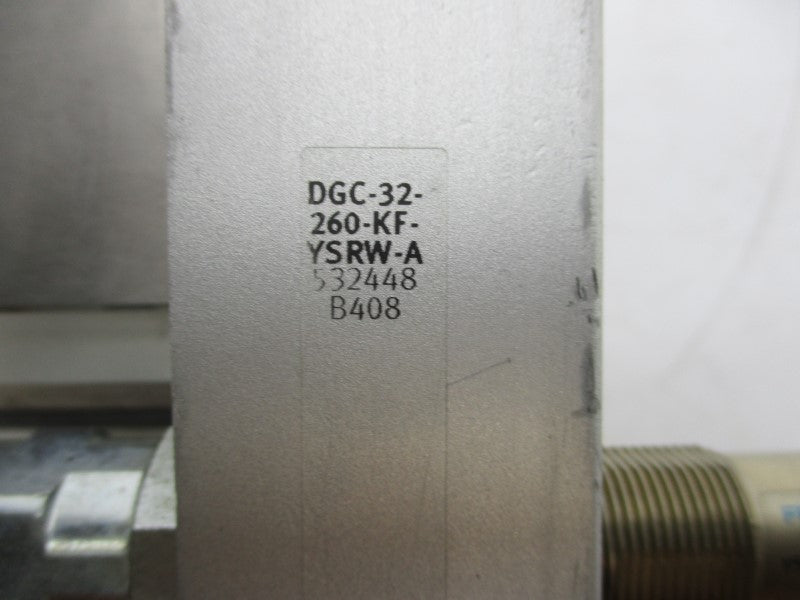 DGC-32-
260-KF-
YSRW-A
532448
B408